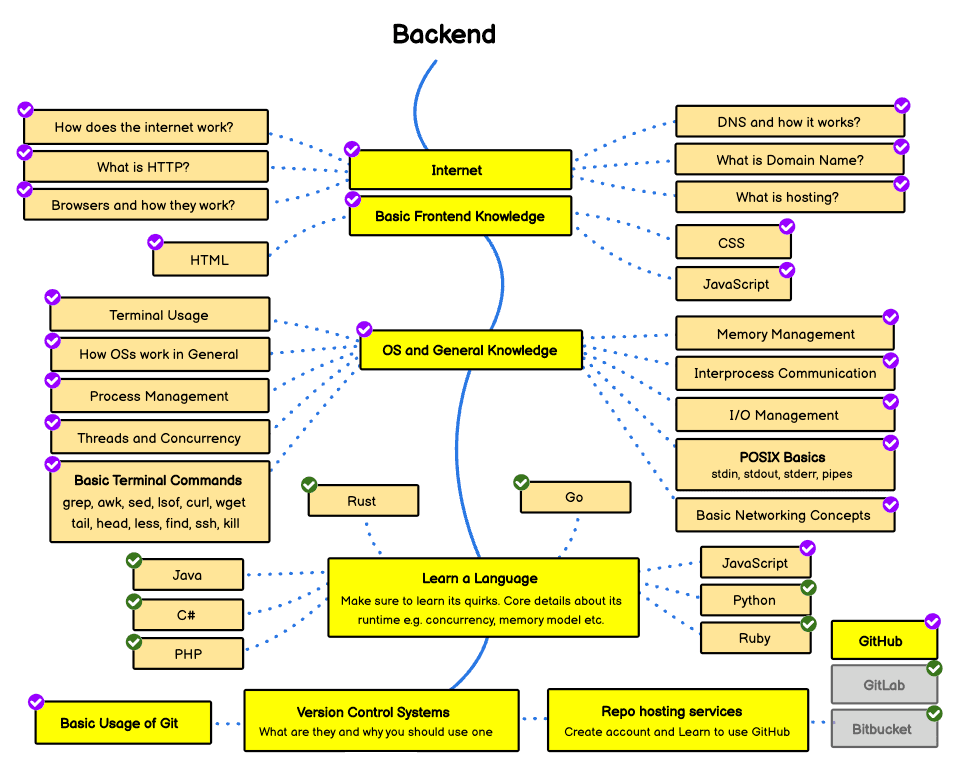 Backend
How does the internet work?
What is HTTP?
Browsers and how they work?
Internet
DNS and how it works?
What is Domain Name?
What is hosting?
Basic Frontend Knowledge
HTML
CSS
JavaScript
Terminal Usage
How OSs work in General
Process Management
Threads and Concurrency
Basic Terminal Commands
grep, awk, sed, lsof, curl, wget
tail, head, less, find, ssh, kill
OS and General Knowledge
Memory Management
Interprocess Communication
I/O Management
POSIX Basics
stdin, stdout, stderr, pipes
Basic Networking Concepts
Rust
Go
Java
C#
PHP
Learn a Language
Make sure to learn its quirks. Core details about its
runtime e.g. concurrency, memory model etc.
JavaScript
Python
Ruby
Basic Usage of Git
Version Control Systems
What are they and why you should use one
Repo hosting services
Create account and Learn to use GitHub
GitHub
GitLab
Bitbucket